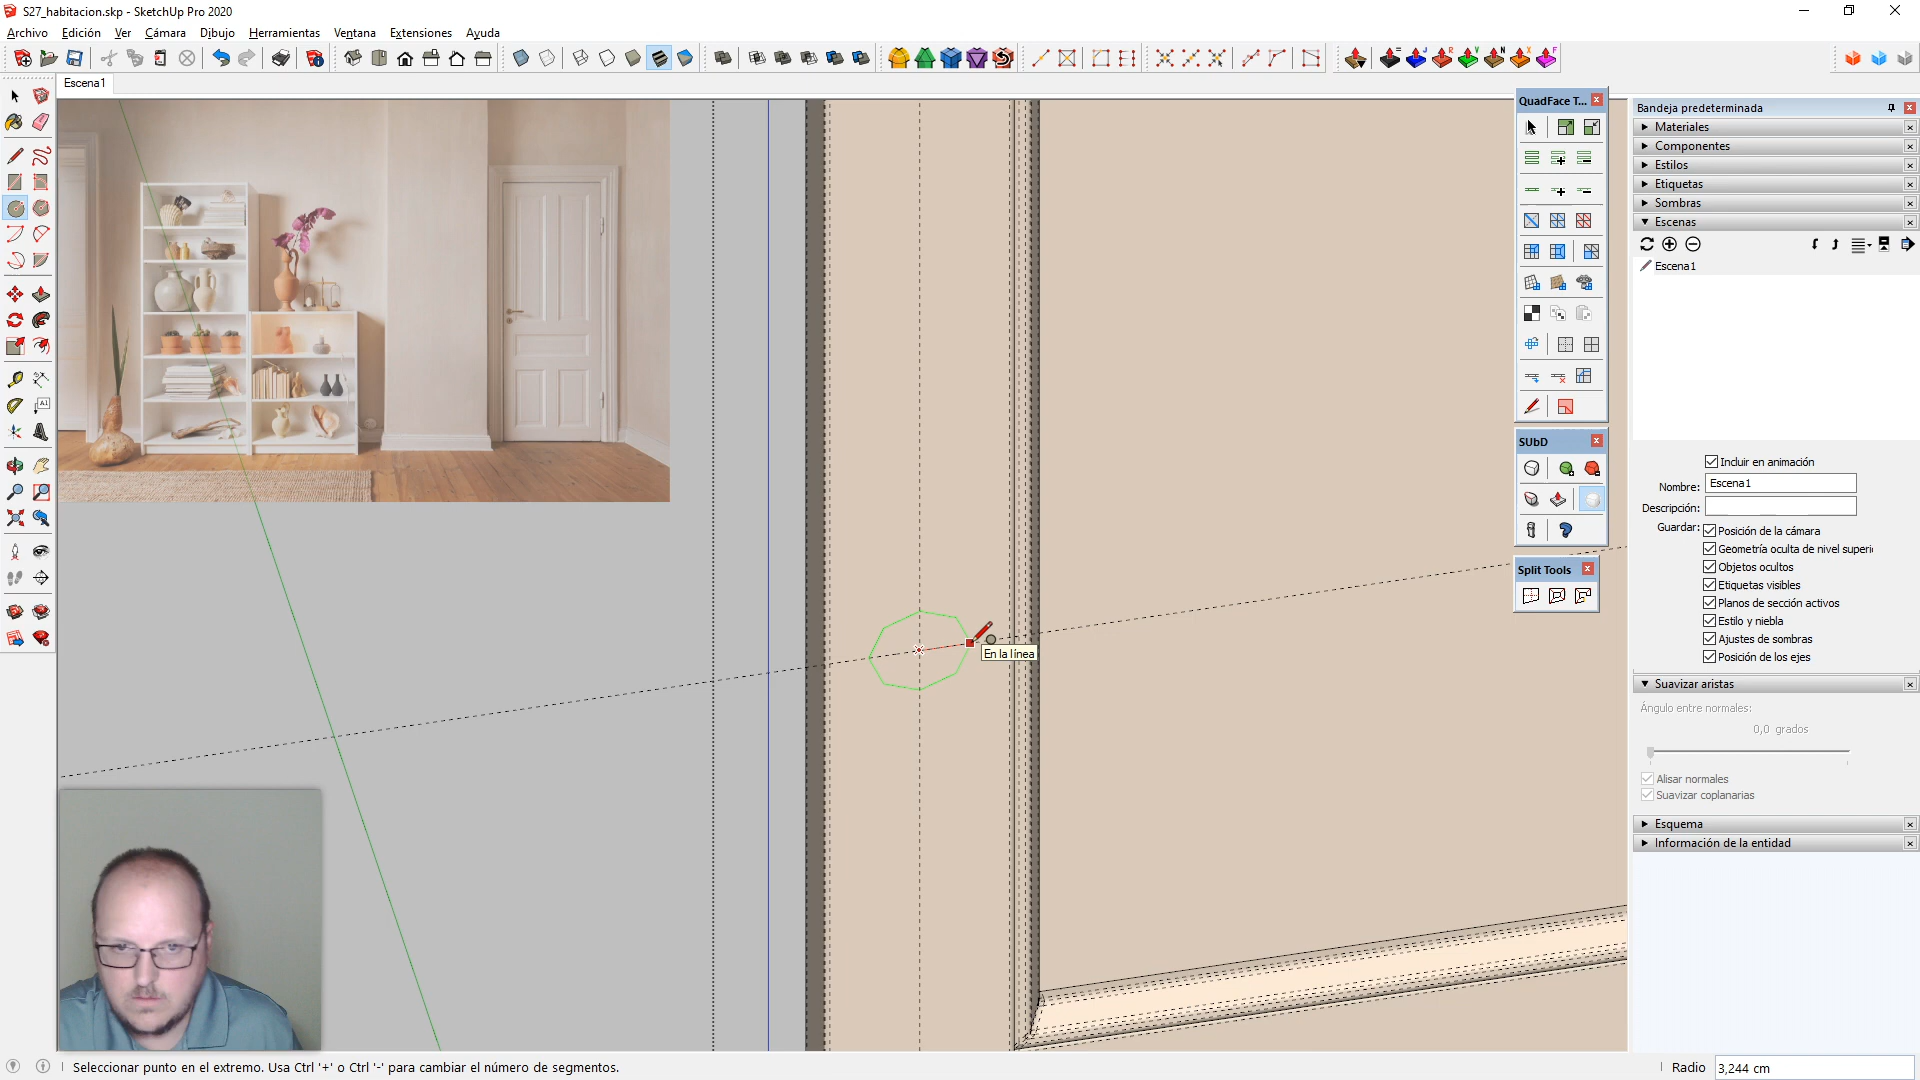 S27_habitacion.skp - SketchUp Pro 2020
Archivo Edición Ver Cámara Dibujo Herramientas Ventana Extensiones Ayuda
Escena1
QuadFace T...
SUbD
Split Tools
En la línea
Bandeja predeterminada
Materiales
Componentes
Estilos
Etiquetas
Sombras
Escenas
Escena1
Incluir en animación
Nombre: Escena1
Descripción:
Guardar: Posición de la cámara
Geometría oculta de nivel superi
Objetos ocultos
Etiquetas visibles
Planos de sección activos
Estilo y niebla
Ajustes de sombras
Posición de los ejes
Suavizar aristas
Ángulo entre normales:
0,0 grados
Alisar normales
Suavizar coplanarias
Esquema
Información de la entidad
Seleccionar punto en el extremo. Usa Ctrl '+' o Ctrl '-' para cambiar el número de segmentos.
Radio 3,244 cm